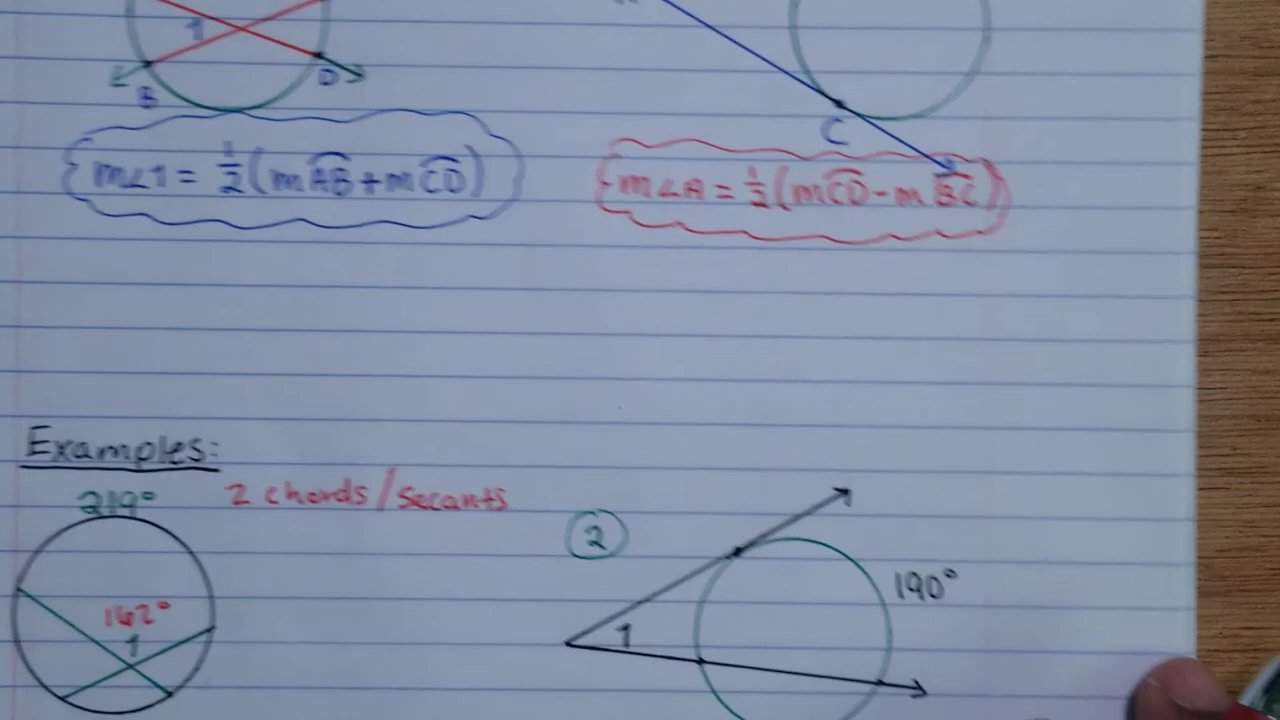 1
B
D
C
m∠1 = 1/2 (mAB + mCD)
m∠A = 1/2 (mCD - mBC)
Examples:
219°
2 chords/secants
162°
1
2
190°
1